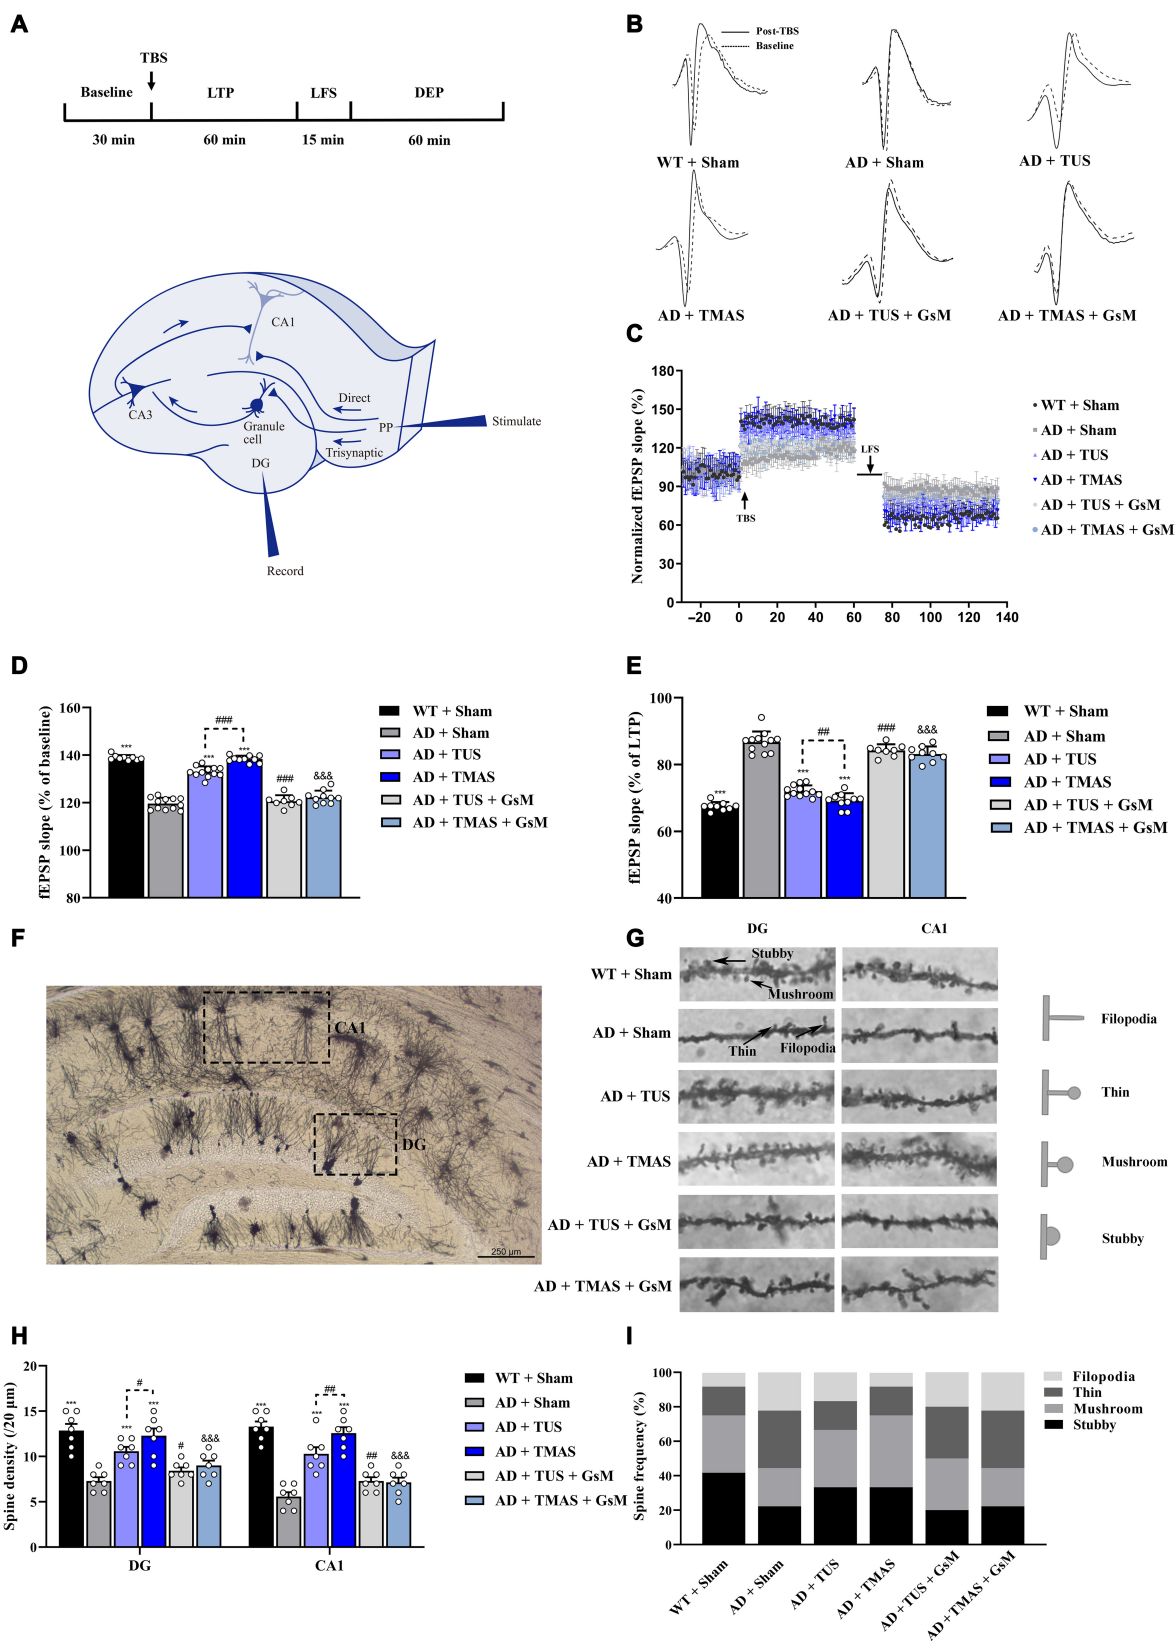 A
TBS
Baseline
LTP
LFS
DEP
30 min
60 min
15 min
60 min
CA1
CA3
Direct
Granule
cell
PP
Stimulate
Trisynaptic
DG
Record
B
Post-TBS
Baseline
WT + Sham
AD + Sham
AD + TUS
AD + TMAS
AD + TUS + GsM
AD + TMAS + GsM
C
Normalized fEPSP slope (%)
180
150
120
90
60
30
0
−20 0 20 40 60 80 100 120 140
TBS
LFS
WT + Sham
AD + Sham
AD + TUS
AD + TMAS
AD + TUS + GsM
AD + TMAS + GsM
D
fEPSP slope (% of baseline)
160
140
120
100
80
***
***
###
***
###
&&&
WT + Sham
AD + Sham
AD + TUS
AD + TMAS
AD + TUS + GsM
AD + TMAS + GsM
E
fEPSP slope (% of LTP)
100
80
60
40
***
***
##
***
###
&&&
WT + Sham
AD + Sham
AD + TUS
AD + TMAS
AD + TUS + GsM
AD + TMAS + GsM
F
CA1
DG
250 µm
G
DG
CA1
WT + Sham
Stubby
Mushroom
AD + Sham
Thin
Filopodia
AD + TUS
AD + TMAS
AD + TUS + GsM
AD + TMAS + GsM
Filopodia
Thin
Mushroom
Stubby
H
Spine density (/20 µm)
20
15
10
5
0
***
***
#
***
#
&&&
***
***
##
***
##
&&&
DG
CA1
WT + Sham
AD + Sham
AD + TUS
AD + TMAS
AD + TUS + GsM
AD + TMAS + GsM
I
Spine frequency (%)
100
80
60
40
20
0
WT + Sham
AD + Sham
AD + TUS
AD + TMAS
AD + TUS + GsM
AD + TMAS + GsM
Filopodia
Thin
Mushroom
Stubby